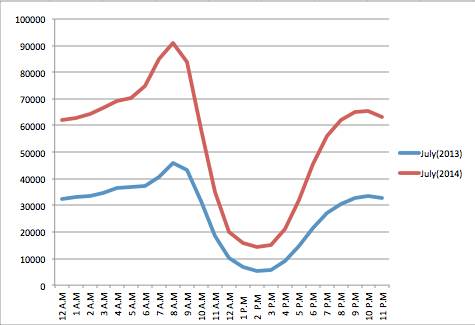 100000
90000
80000
70000
60000
50000
40000
30000
20000
10000
0
July(2013)
July(2014)
12 A.M
1 A.M
2 A.M
3 A.M
4 A.M
5 A.M
6 A.M
7 A.M
8 A.M
9 A.M
10 A.M
11 A.M
12 A.M
1 P.M
2 P.M
3 P.M
4 P.M
5 P.M
6 P.M
7 P.M
8 P.M
9 P.M
10 P.M
11 P.M